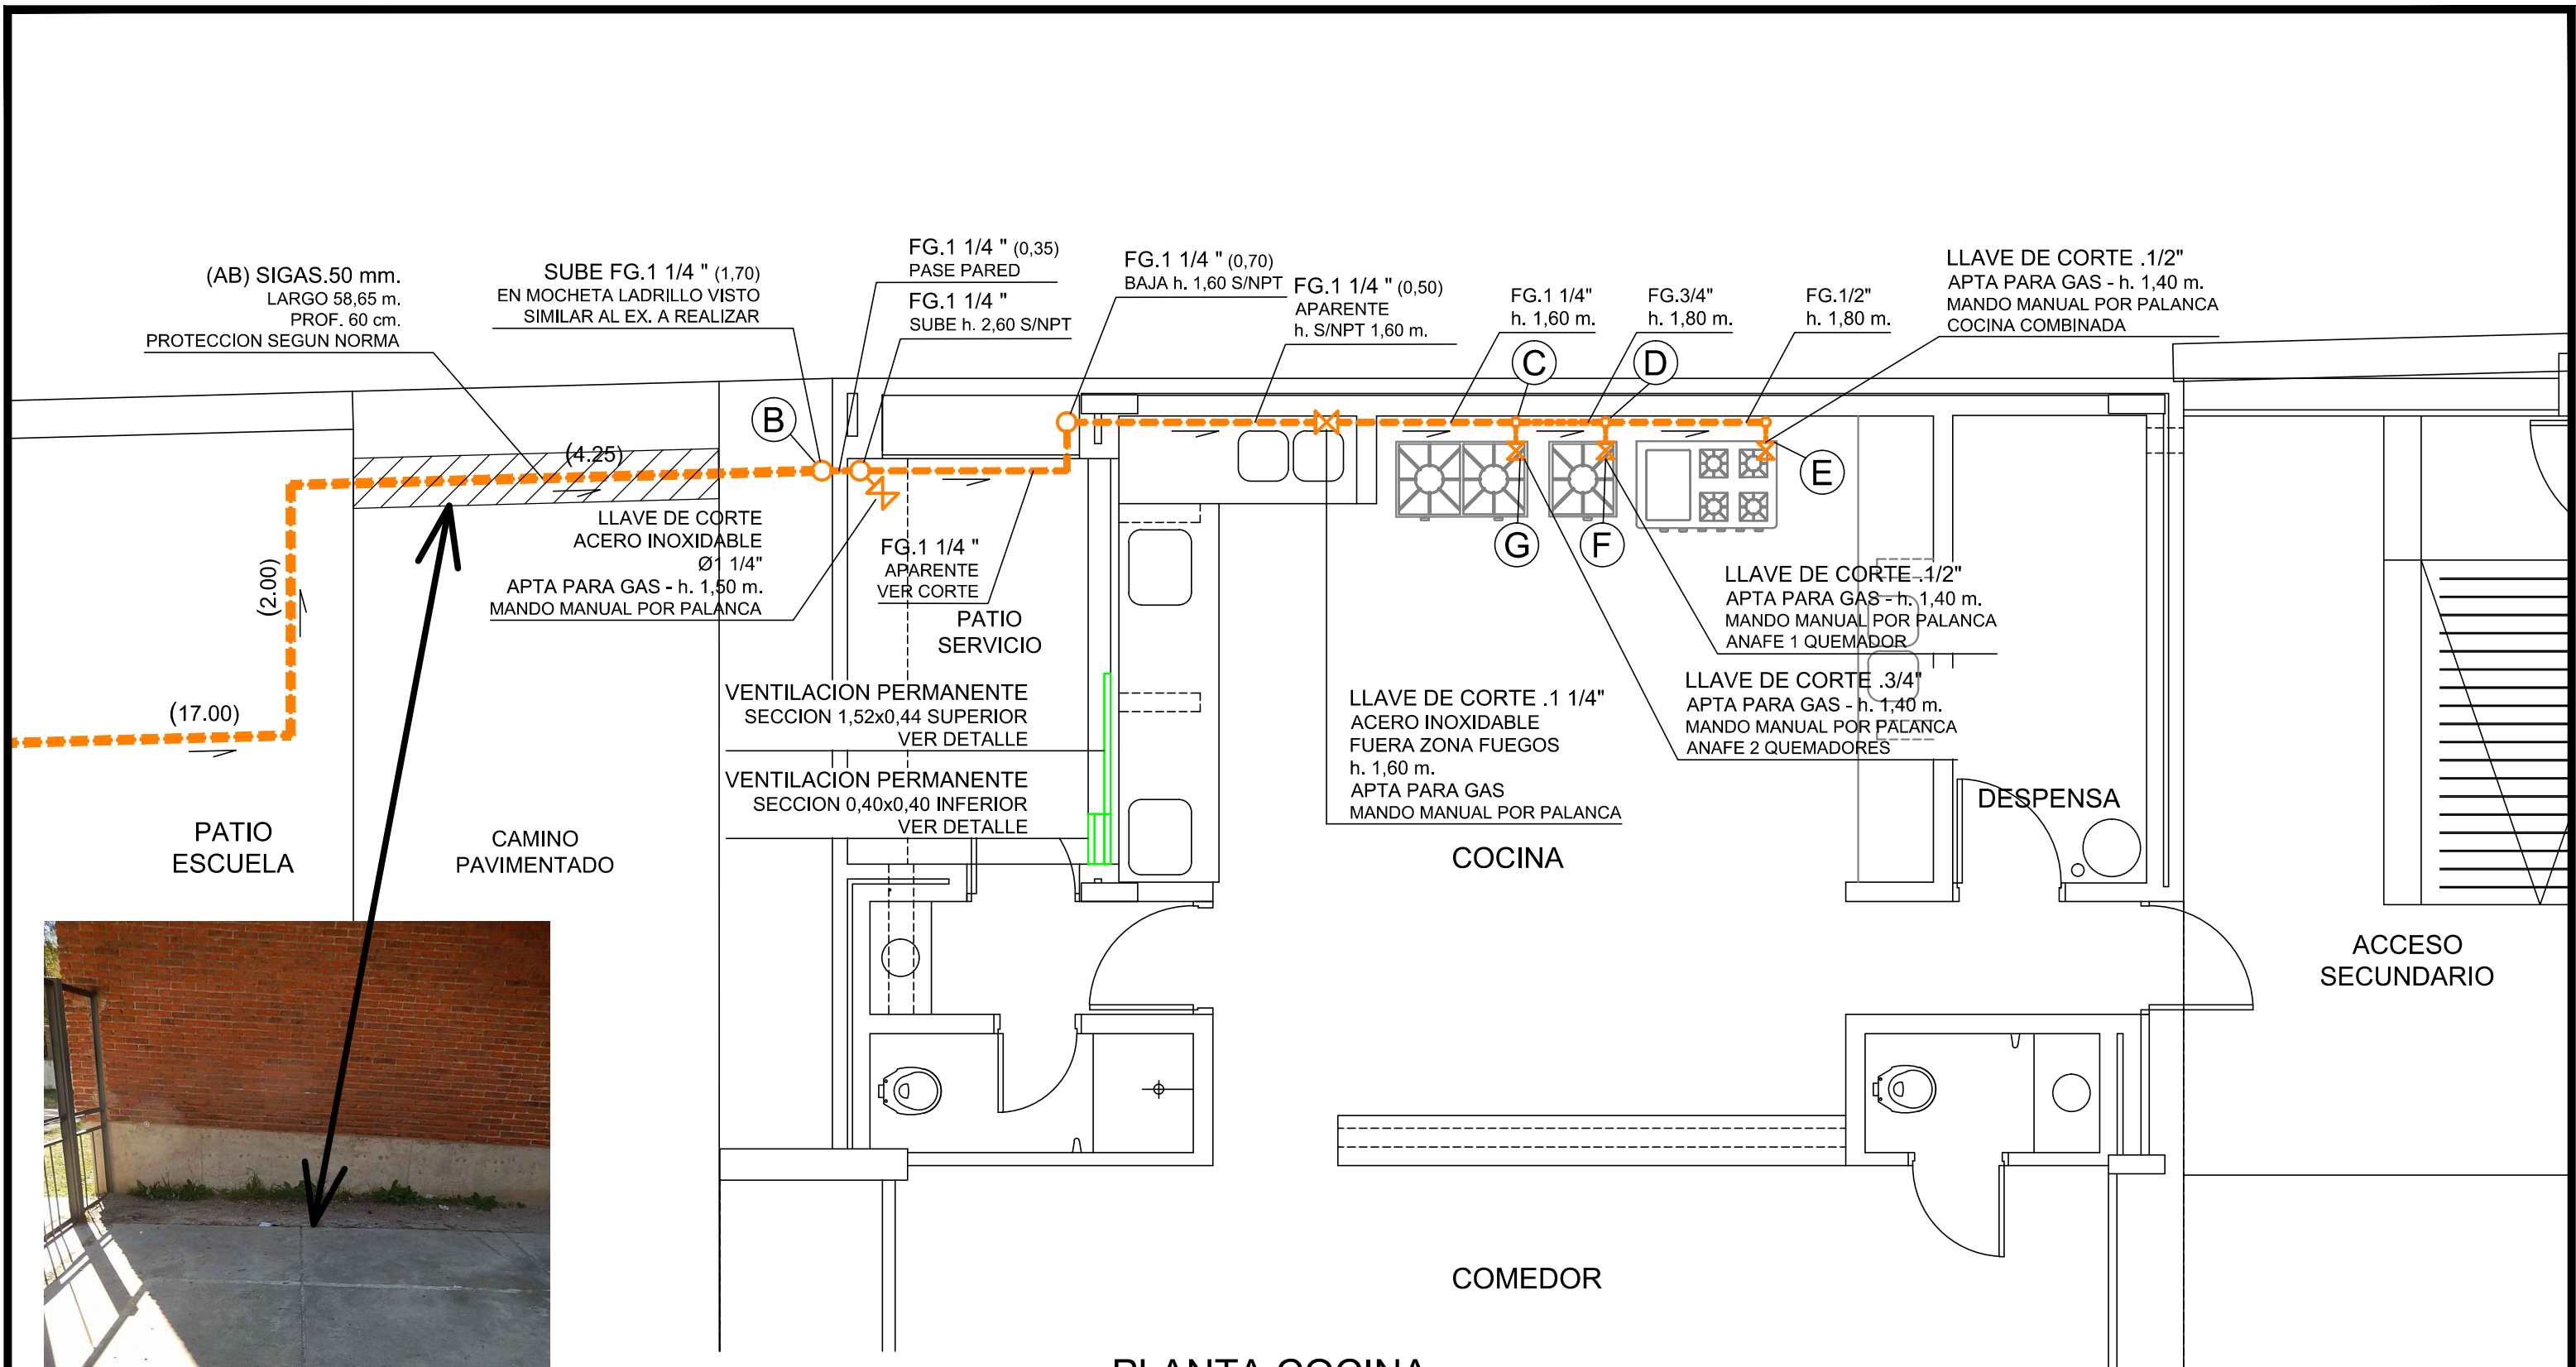 (AB) SIGAS.50 mm.
LARGO 58,65 m.
PROF. 60 cm.
PROTECCION SEGUN NORMA
SUBE FG.1 1/4 " (1,70)
EN MOCHETA LADRILLO VISTO
SIMILAR AL EX. A REALIZAR
FG.1 1/4 " (0,35)
PASE PARED
FG.1 1/4 "
SUBE h. 2,60 S/NPT
FG.1 1/4 " (0,70)
BAJA h. 1,60 S/NPT
FG.1 1/4 " (0,50)
APARENTE
h. S/NPT 1,60 m.
FG.1 1/4"
h. 1,60 m.
FG.3/4"
h. 1,80 m.
FG.1/2"
h. 1,80 m.
LLAVE DE CORTE .1/2"
APTA PARA GAS - h. 1,40 m.
MANDO MANUAL POR PALANCA
COCINA COMBINADA
B
C
D
E
G
F
(4.25)
(2.00)
(17.00)
LLAVE DE CORTE
ACERO INOXIDABLE
Ø1 1/4"
APTA PARA GAS - h. 1,50 m.
MANDO MANUAL POR PALANCA
FG.1 1/4 "
APARENTE
VER CORTE
PATIO
SERVICIO
LLAVE DE CORTE .1/2"
APTA PARA GAS - h. 1,40 m.
MANDO MANUAL POR PALANCA
ANAFE 1 QUEMADOR
LLAVE DE CORTE .3/4"
APTA PARA GAS - h. 1,40 m.
MANDO MANUAL POR PALANCA
ANAFE 2 QUEMADORES
VENTILACION PERMANENTE
SECCION 1,52x0,44 SUPERIOR
VER DETALLE
VENTILACION PERMANENTE
SECCION 0,40x0,40 INFERIOR
VER DETALLE
LLAVE DE CORTE .1 1/4"
ACERO INOXIDABLE
FUERA ZONA FUEGOS
h. 1,60 m.
APTA PARA GAS
MANDO MANUAL POR PALANCA
PATIO
ESCUELA
CAMINO
PAVIMENTADO
COCINA
DESPENSA
ACCESO
SECUNDARIO
COMEDOR
PLANTA COCINA